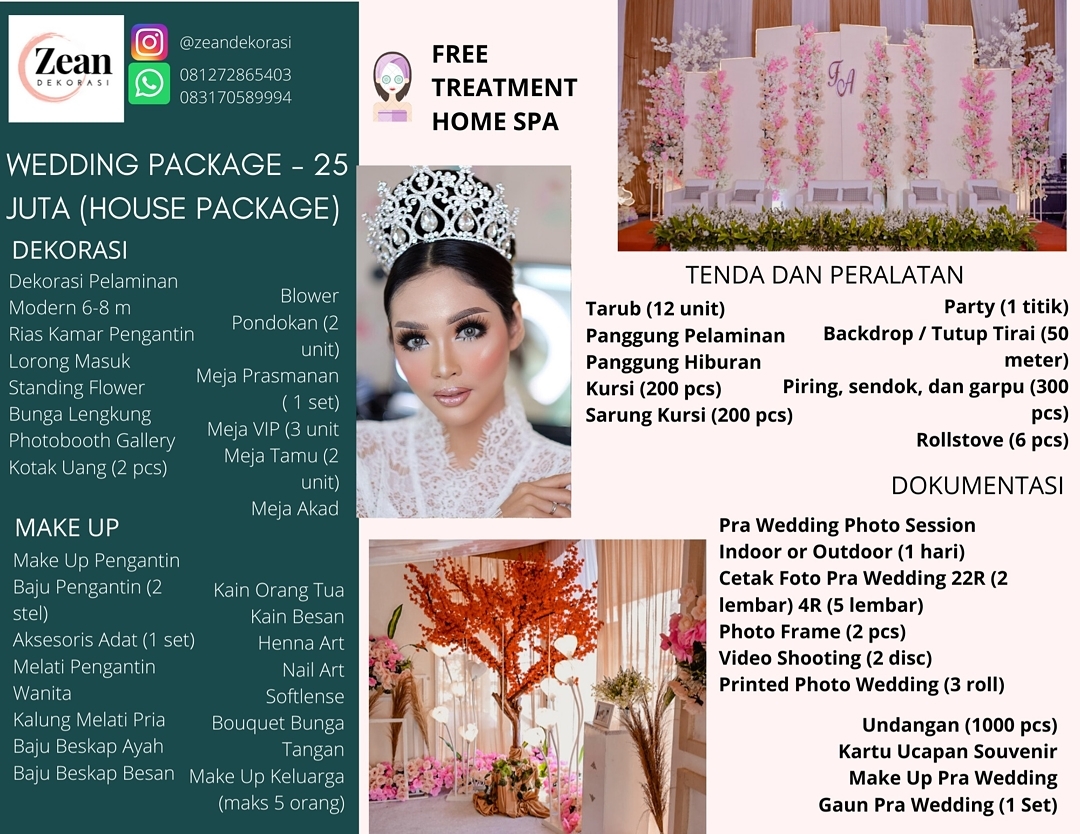 Zean
DEKORASI
@zeandekorasi
081272865403
083170589994
WEDDING PACKAGE - 25
JUTA (HOUSE PACKAGE)
DEKORASI
Dekorasi Pelaminan
Modern 6-8 m
Rias Kamar Pengantin
Lorong Masuk
Standing Flower
Bunga Lengkung
Photobooth Gallery
Kotak Uang (2 pcs)
Blower
Pondokan (2
unit)
Meja Prasmanan
( 1 set)
Meja VIP (3 unit
Meja Tamu (2
unit)
Meja Akad
MAKE UP
Make Up Pengantin
Baju Pengantin (2
stel)
Aksesoris Adat (1 set)
Melati Pengantin
Wanita
Kalung Melati Pria
Baju Beskap Ayah
Baju Beskap Besan
Kain Orang Tua
Kain Besan
Henna Art
Nail Art
Softlense
Bouquet Bunga
Tangan
Make Up Keluarga
(maks 5 orang)
FREE
TREATMENT
HOME SPA
FA
TENDA DAN PERALATAN
Tarub (12 unit)
Panggung Pelaminan
Panggung Hiburan
Kursi (200 pcs)
Sarung Kursi (200 pcs)
Party (1 titik)
Backdrop / Tutup Tirai (50
meter)
Piring, sendok, dan garpu (300
pcs)
Rollstove (6 pcs)
DOKUMENTASI
Pra Wedding Photo Session
Indoor or Outdoor (1 hari)
Cetak Foto Pra Wedding 22R (2
lembar) 4R (5 lembar)
Photo Frame (2 pcs)
Video Shooting (2 disc)
Printed Photo Wedding (3 roll)
Undangan (1000 pcs)
Kartu Ucapan Souvenir
Make Up Pra Wedding
Gaun Pra Wedding (1 Set)